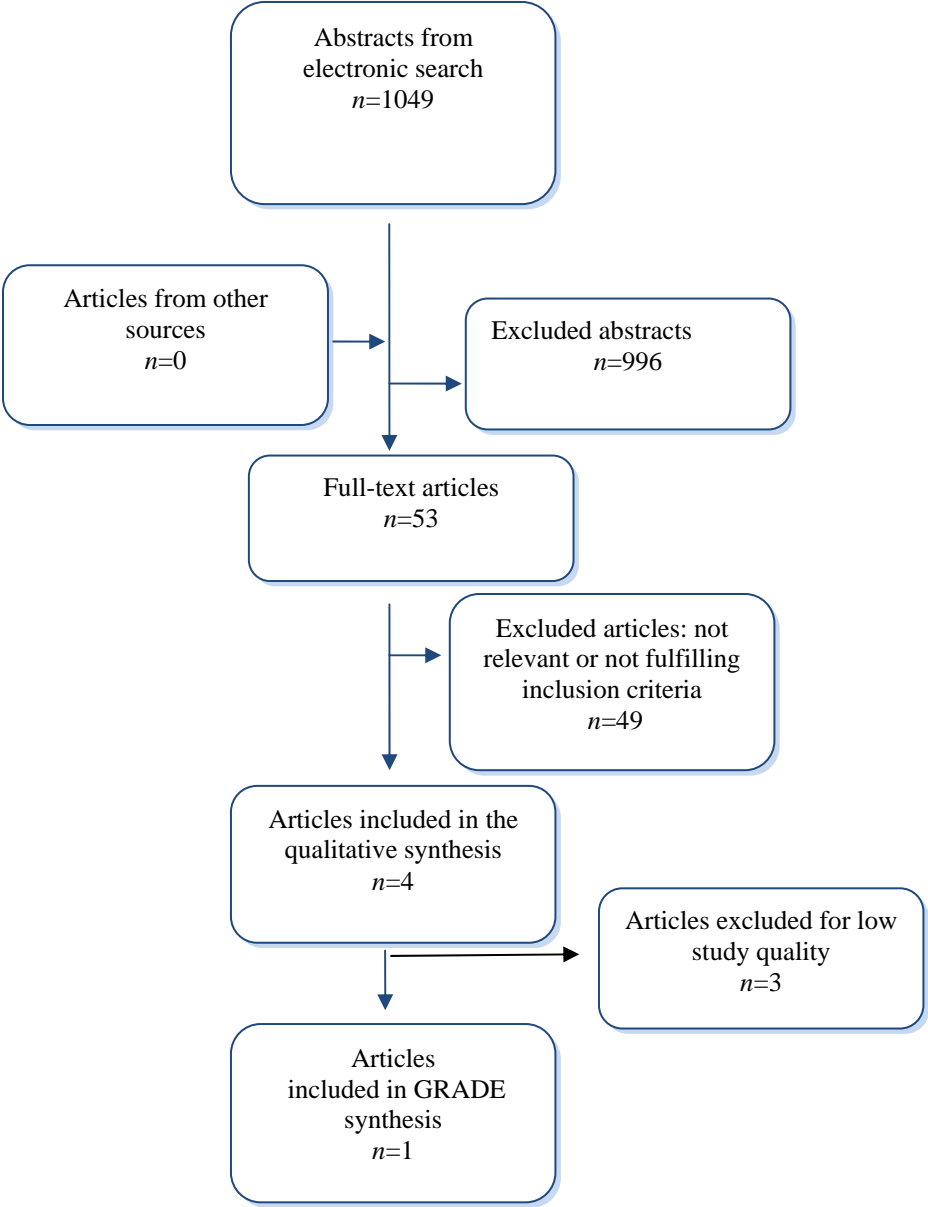 Abstracts from
electronic search
n=1049
Articles from other
sources
n=0
Excluded abstracts
n=996
Full-text articles
n=53
Excluded articles: not
relevant or not fulfilling
inclusion criteria
n=49
Articles included in the
qualitative synthesis
n=4
Articles excluded for low
study quality
n=3
Articles
included in GRADE
synthesis
n=1